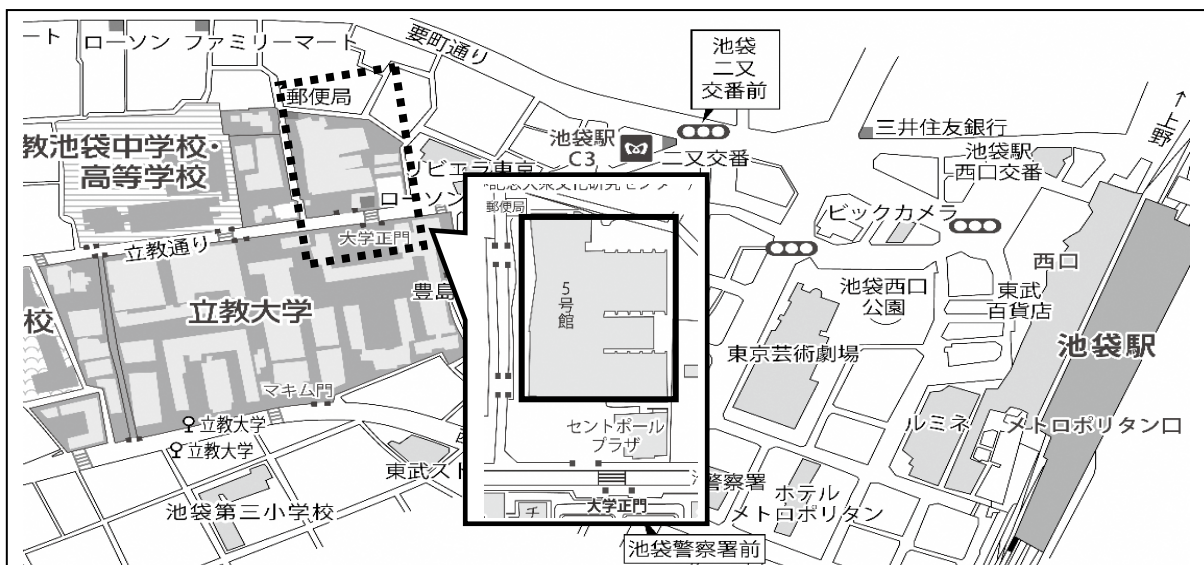 ート
ローソン ファミリーマート
要町通り
池袋
二又
交番前
郵便局
教池袋中学校・
高等学校
池袋駅
C3
二又交番
三井住友銀行
↑上野
池袋駅
西口交番
リビエラ東京
ローソン
ビックカメラ
立教通り
大学正門
西口
立教大学
豊島
池袋西口
公園
東武
百貨店
校
東京芸術劇場
池袋駅
郵便局
5号館
セントポール
プラザ
大学正門
チ
マキム門
立教大学
立教大学
東武スト
池袋第三小学校
ルミネ
メトロポリタン口
警察署
ホテル
メトロポリタン
池袋警察署前